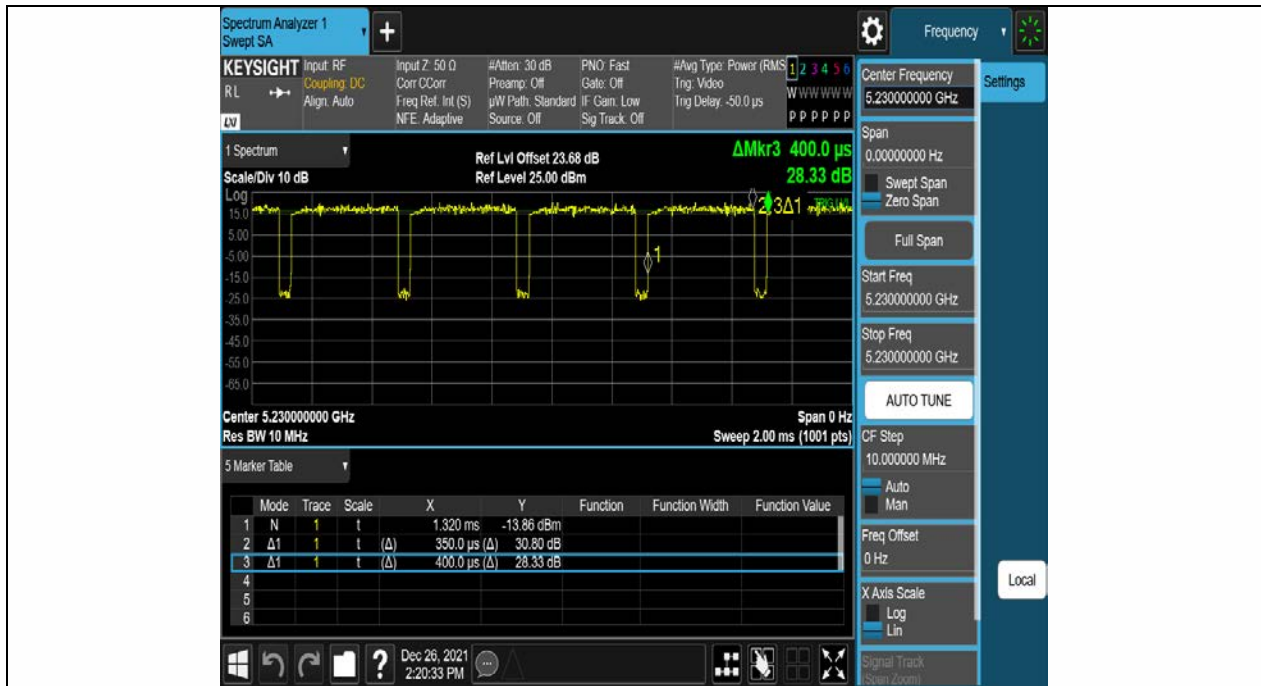 Spectrum Analyzer 1
Swept SA
+
Frequency
KEYSIGHT
RL
LXI
Input: RF
Coupling: DC
Align: Auto
Input Z: 50 Ω
Corr CCorr
Freq Ref: Int (S)
NFE: Adaptive
#Atten: 30 dB
Preamp: Off
µW Path: Standard
Source: Off
PNO: Fast
Gate: Off
IF Gain: Low
Sig Track: Off
#Avg Type: Power (RMS
Trig: Video
Trig Delay: -50.0 µs
1 2 3 4 5 6
W W W W W W
P P P P P P
1 Spectrum
Scale/Div 10 dB
Ref Lvl Offset 23.68 dB
Ref Level 25.00 dBm
ΔMkr3 400.0 µs
28.33 dB
Log
15.0
5.00
-5.00
-15.0
-25.0
-35.0
-45.0
-55.0
-65.0
3Δ1
1
Center 5.230000000 GHz
Span 0 Hz
Res BW 10 MHz
Sweep 2.00 ms (1001 pts)
5 Marker Table
Mode Trace Scale X Y Function Function Width Function Value
1 N 1 t 1.320 ms -13.86 dBm
2 Δ1 1 t (Δ) 350.0 µs (Δ) 30.80 dB
3 Δ1 1 t (Δ) 400.0 µs (Δ) 28.33 dB
4
5
6
?
Dec 26, 2021
2:20:33 PM
Center Frequency
5.230000000 GHz
Span
0.00000000 Hz
Swept Span
Zero Span
Full Span
Start Freq
5.230000000 GHz
Stop Freq
5.230000000 GHz
AUTO TUNE
CF Step
10.000000 MHz
Auto
Man
Freq Offset
0 Hz
X Axis Scale
Log
Lin
Signal Track
(Span Zoom)
Settings
Local